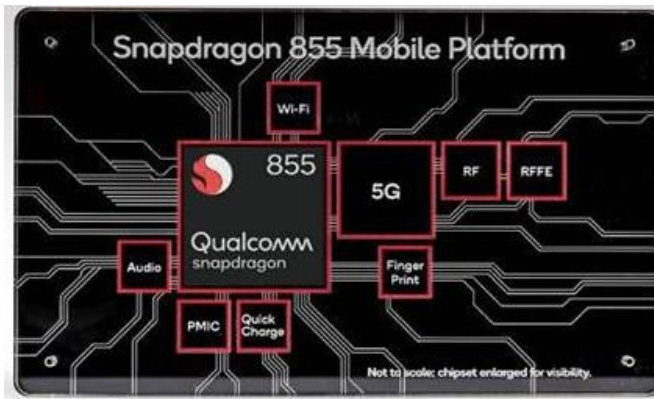 Snapdragon 855 Mobile Platform
Wi-Fi
855
Qualcomm
snapdragon
5G
RF
RFFE
Audio
Finger
Print
PMIC
Quick
Charge
Not to scale; chipset enlarged for visibility.